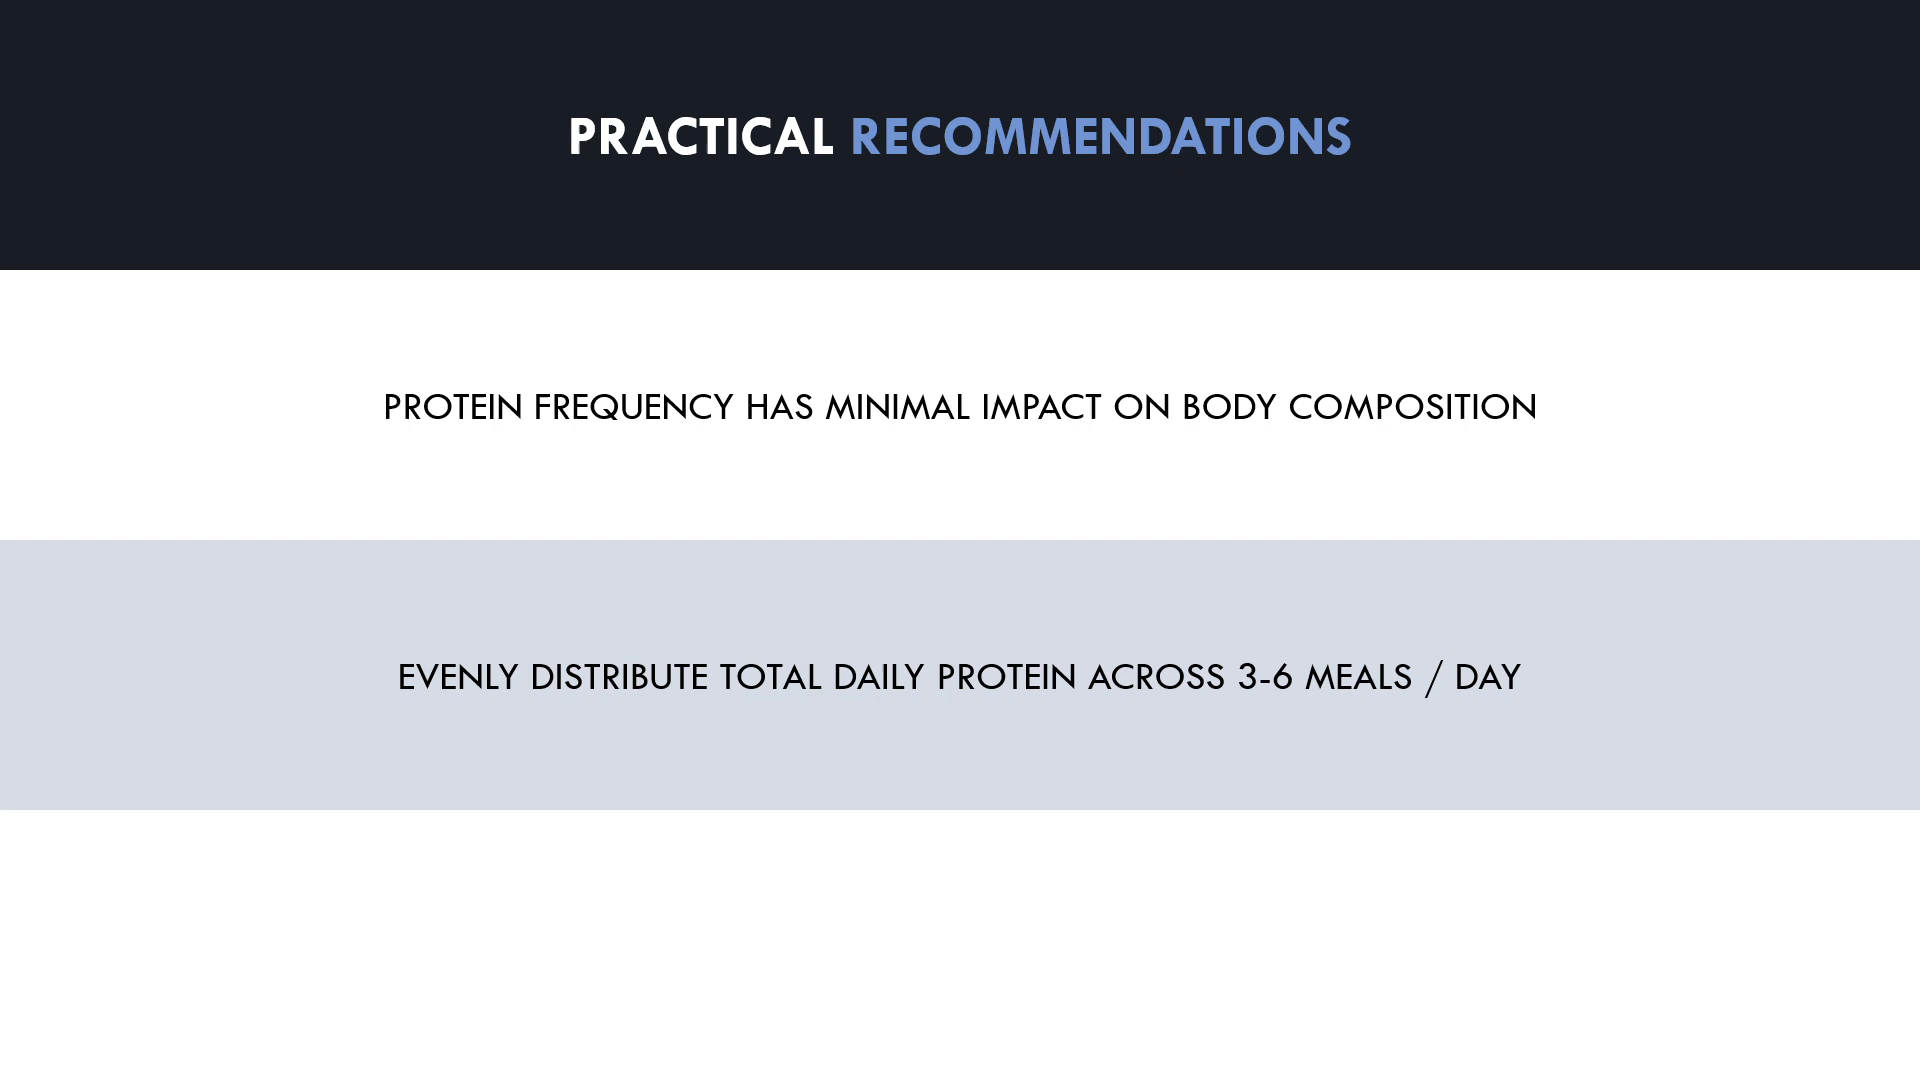 PRACTICAL RECOMMENDATIONS
PROTEIN FREQUENCY HAS MINIMAL IMPACT ON BODY COMPOSITION
EVENLY DISTRIBUTE TOTAL DAILY PROTEIN ACROSS 3-6 MEALS / DAY